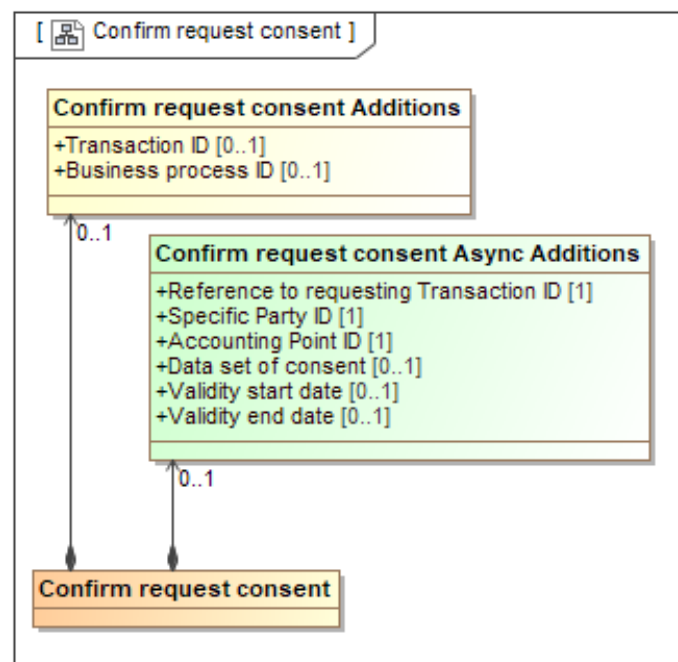 [ Confirm request consent ]
Confirm request consent Additions
+Transaction ID [0..1]
+Business process ID [0..1]
0..1
Confirm request consent Async Additions
+Reference to requesting Transaction ID [1]
+Specific Party ID [1]
+Accounting Point ID [1]
+Data set of consent [0..1]
+Validity start date [0..1]
+Validity end date [0..1]
0..1
Confirm request consent